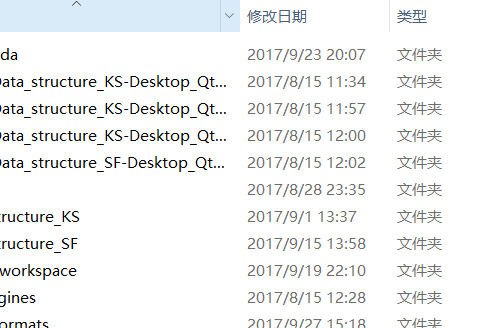 修改日期 类型
da 2017/9/23 20:07 文件夹
Data_structure_KS-Desktop_Qt... 2017/8/15 11:34 文件夹
Data_structure_KS-Desktop_Qt... 2017/8/15 11:57 文件夹
Data_structure_KS-Desktop_Qt... 2017/8/15 12:00 文件夹
Data_structure_SF-Desktop_Qt... 2017/8/15 12:02 文件夹
2017/8/28 23:35 文件夹
tructure_KS 2017/9/1 13:37 文件夹
tructure_SF 2017/9/15 13:58 文件夹
workspace 2017/9/19 22:10 文件夹
gines 2017/8/15 12:28 文件夹
formats 2017/9/27 15:18 文件夹